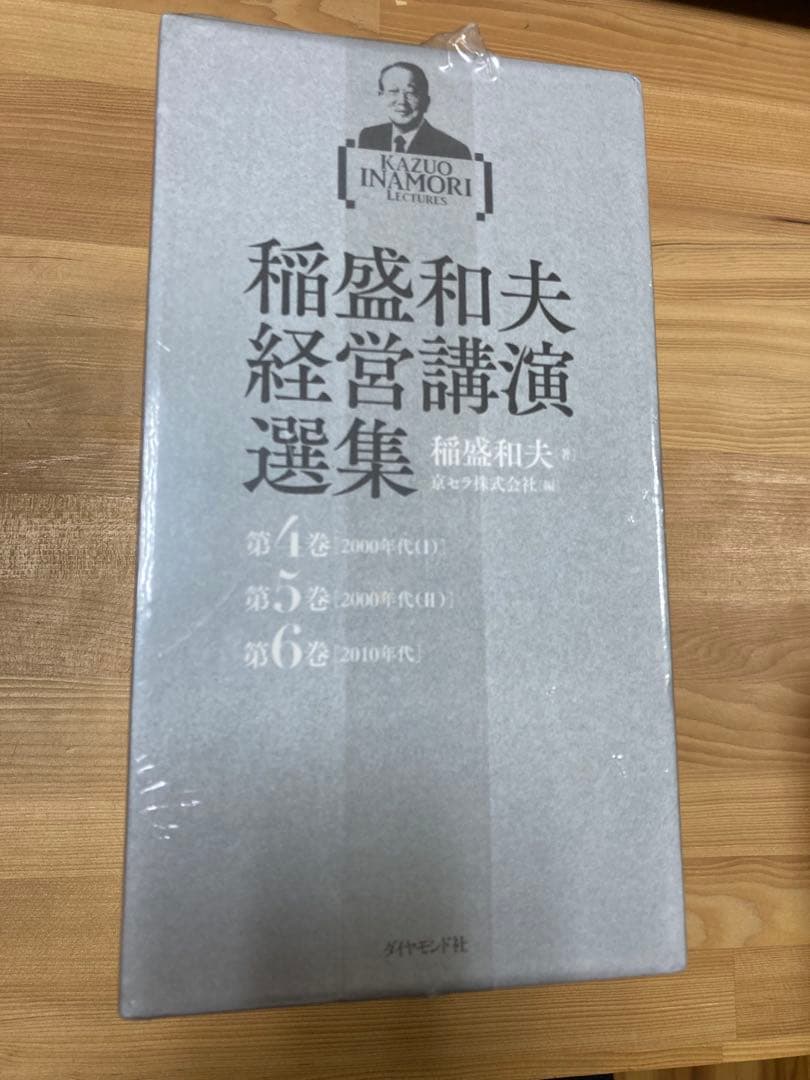 KAZUO
INAMORI
LECTURES
稲盛和夫
経営講演
選集
稲盛和夫[著]
京セラ株式会社[編]
第4巻[2000年代(I)]
第5巻[2000年代(II)]
第6巻[2010年代]
ダイヤモンド社